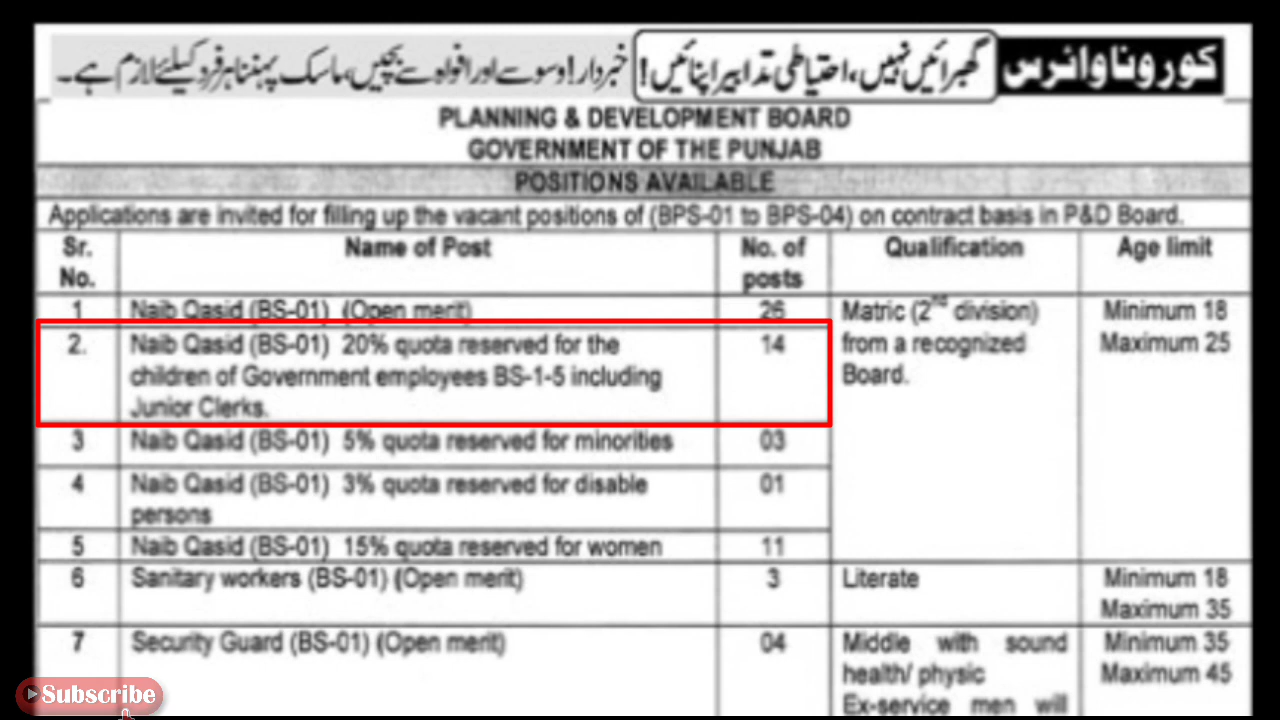 کورونا وائرس گھبرائیں نہیں، احتیاطی تدابیر اپنائیں! خبردار! وسوسے اور افواہ سے بچیں، ماسک پہننا ہر فرد کیلئے لازم ہے۔
PLANNING & DEVELOPMENT BOARD
GOVERNMENT OF THE PUNJAB
POSITIONS AVAILABLE
Applications are invited for filling up the vacant positions of (BPS-01 to BPS-04) on contract basis in P&D Board.
Sr. No. Name of Post No. of posts Qualification Age limit
1 Naib Qasid (BS-01) (Open merit) 26 Matric (2nd division) Minimum 18
2. Naib Qasid (BS-01) 20% quota reserved for the 14 from a recognized Maximum 25
children of Government employees BS-1-5 including Board.
Junior Clerks.
3 Naib Qasid (BS-01) 5% quota reserved for minorities 03
4 Naib Qasid (BS-01) 3% quota reserved for disable 01
persons
5 Naib Qasid (BS-01) 15% quota reserved for women 11
6 Sanitary workers (BS-01) (Open merit) 3 Literate Minimum 18
Maximum 35
7 Security Guard (BS-01) (Open merit) 04 Middle with sound Minimum 35
health/ physic Maximum 45
Ex-service men will
Subscribe